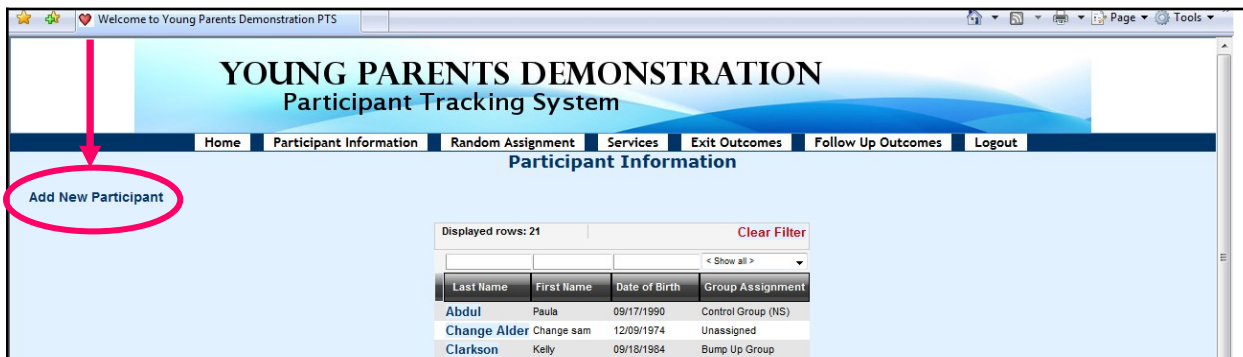 Welcome to Young Parents Demonstration PTS
Page Tools
YOUNG PARENTS DEMONSTRATION
Participant Tracking System
Home Participant Information Random Assignment Services Exit Outcomes Follow Up Outcomes Logout
Participant Information
Add New Participant
Displayed rows: 21 Clear Filter
< Show all >
Last Name First Name Date of Birth Group Assignment
Abdul Paula 09/17/1990 Control Group (NS)
Change Alder Change sam 12/09/1974 Unassigned
Clarkson Kelly 09/18/1984 Bump Up Group